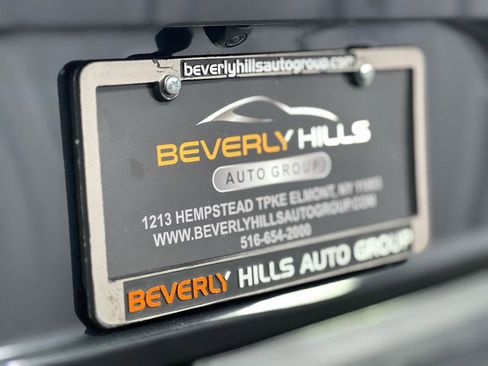 beverlyhillsautogroup.com
BEVERLY HILLS
AUTO GROUP
1213 HEMPSTEAD TPKE ELMONT, NY 11003
WWW.BEVERLYHILLSAUTOGROUP.COM
516-654-2000
BEVERLY HILLS AUTO GROUP